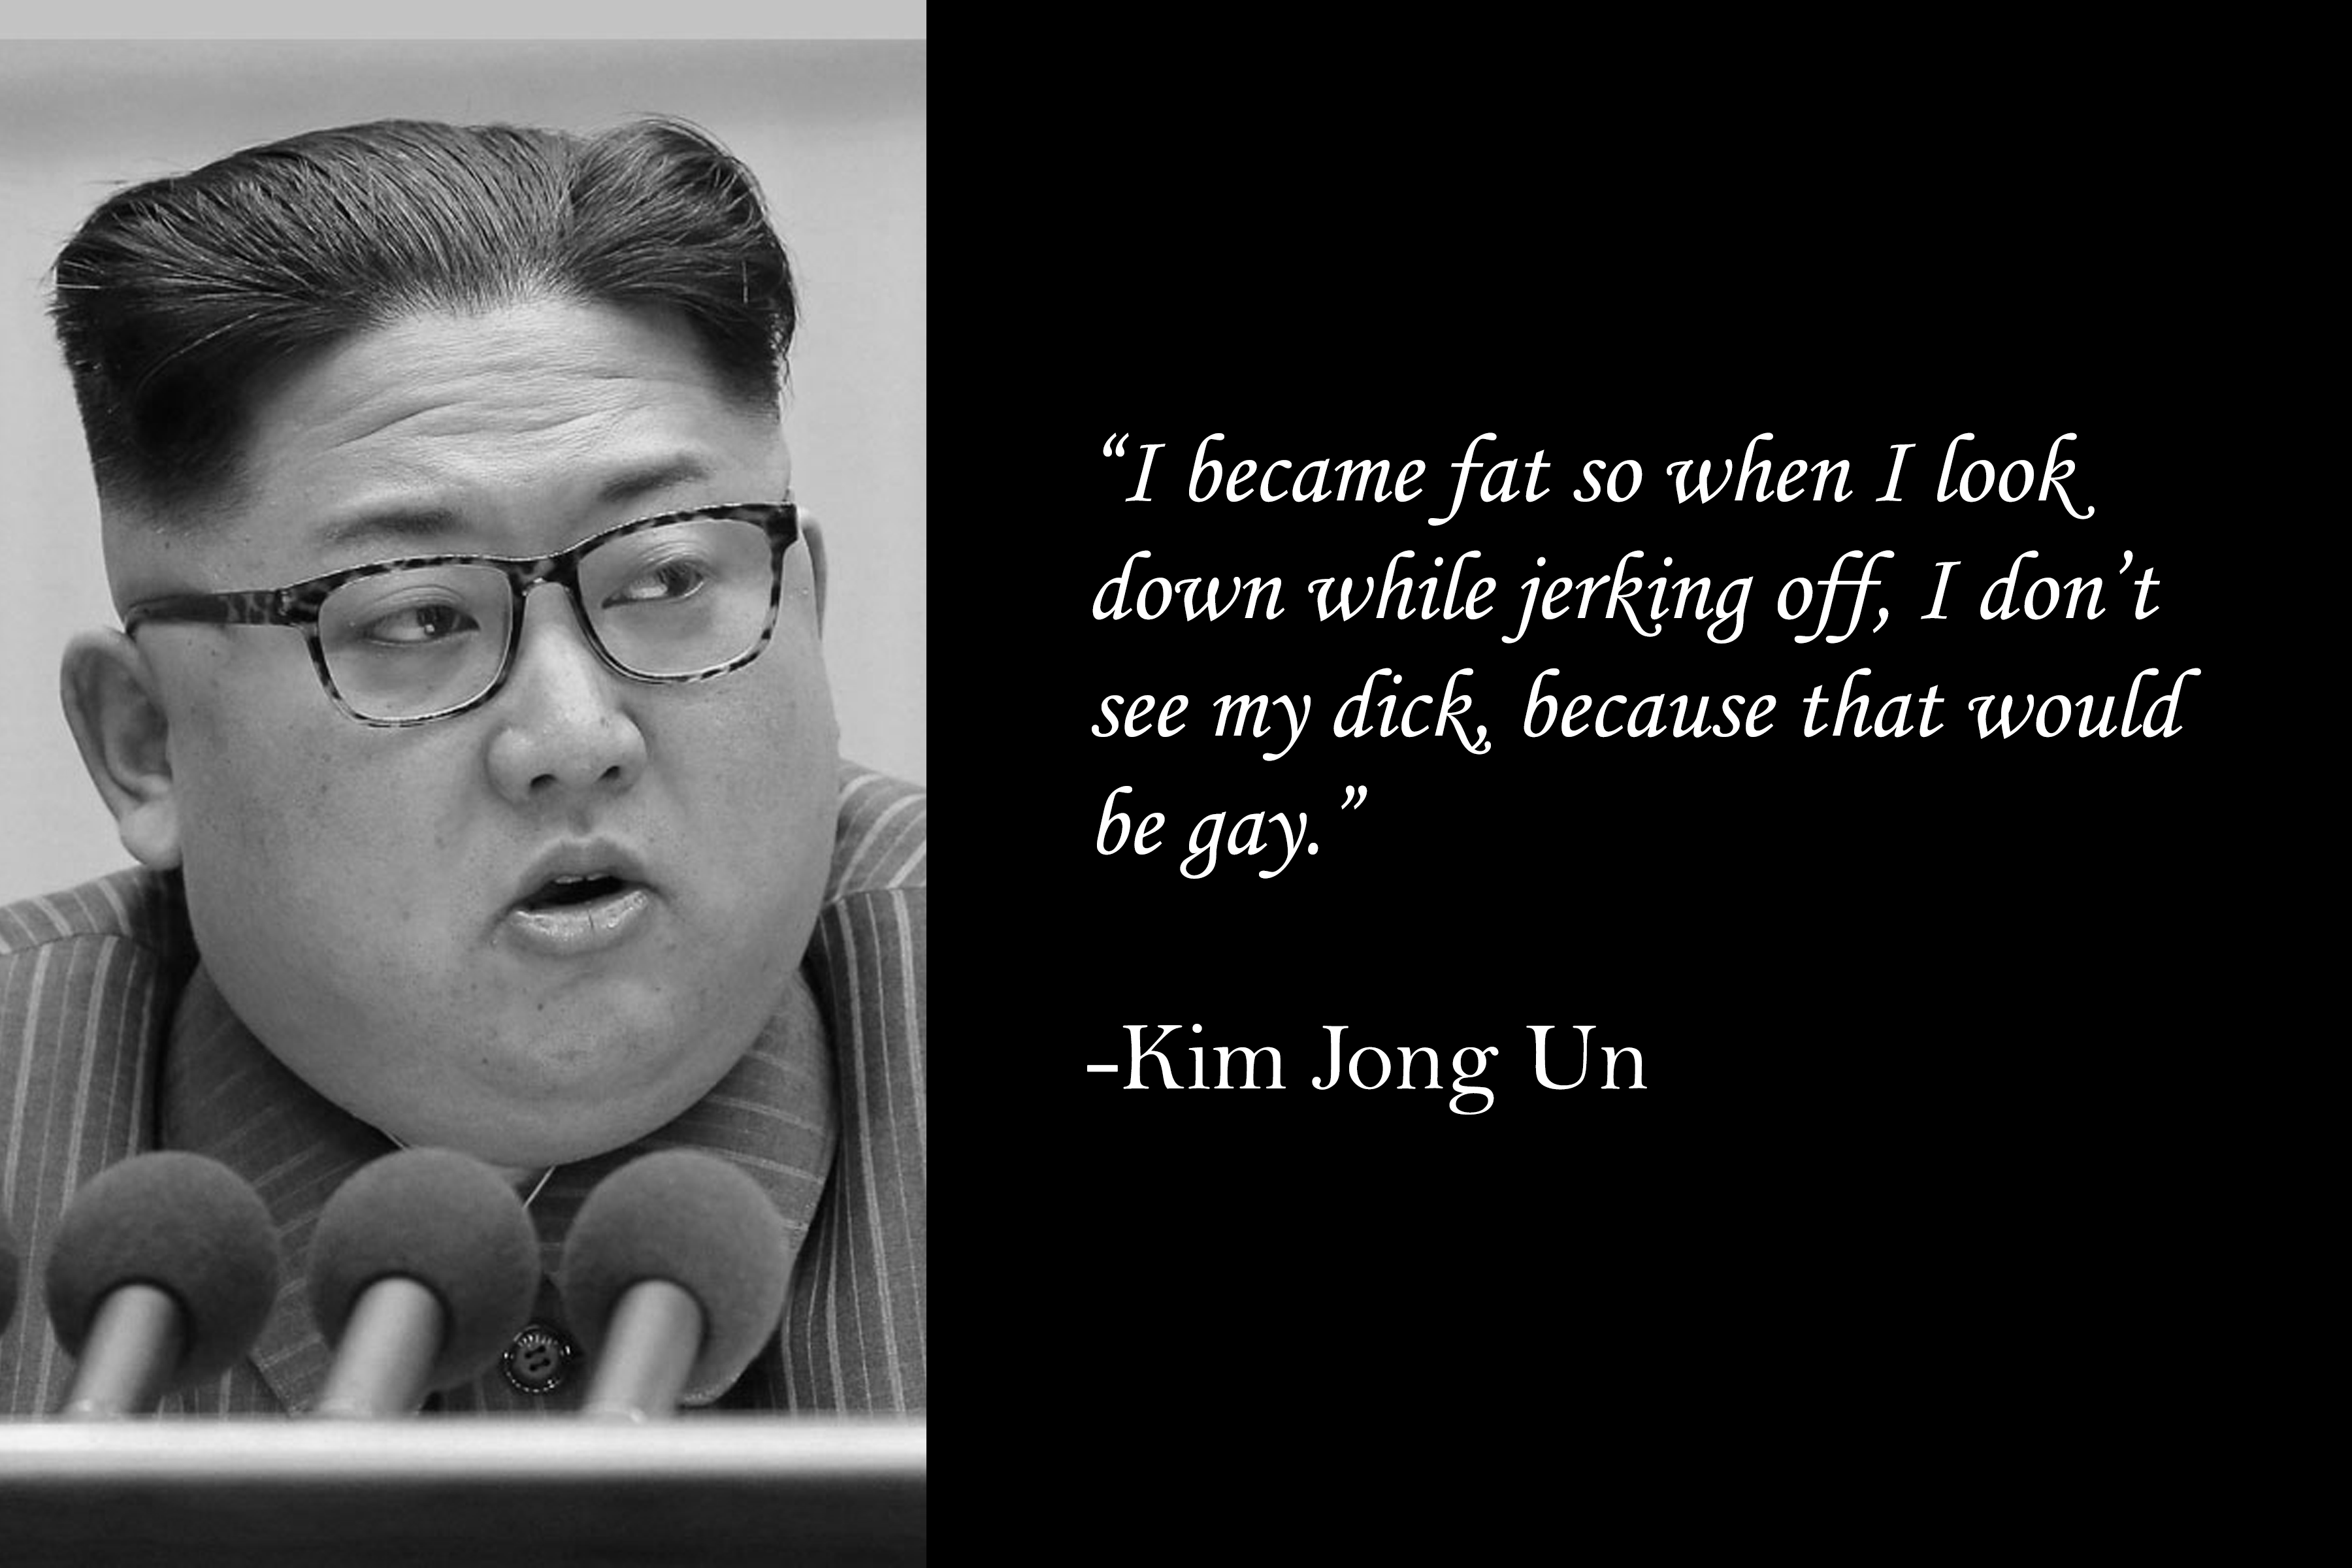 “I became fat so when I look
down while jerking off, I don’t
see my dick, because that would
be gay.”
-Kim Jong Un